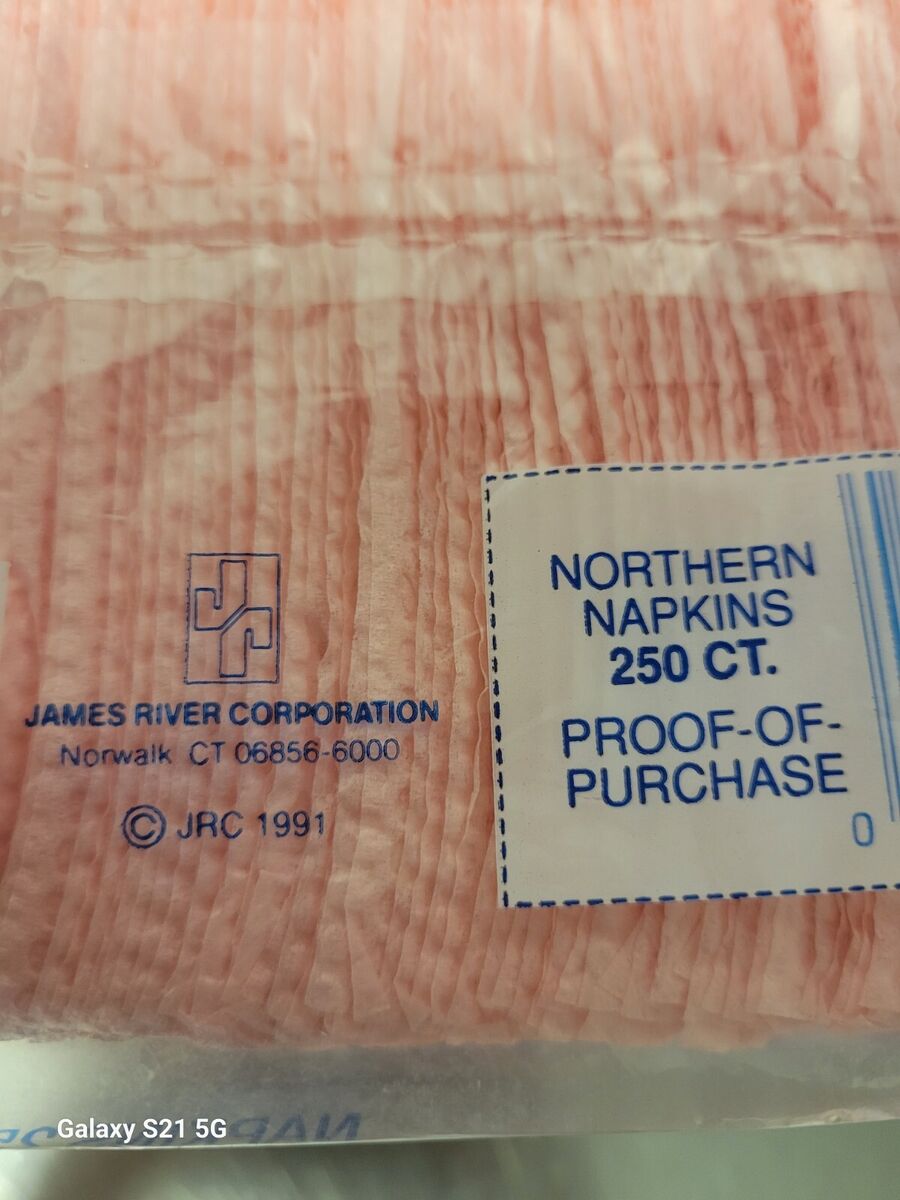 JAMES RIVER CORPORATION
Norwalk CT 06856-6000
© JRC 1991
NORTHERN
NAPKINS
250 CT.
PROOF-OF-
PURCHASE
0
Galaxy S21 5G